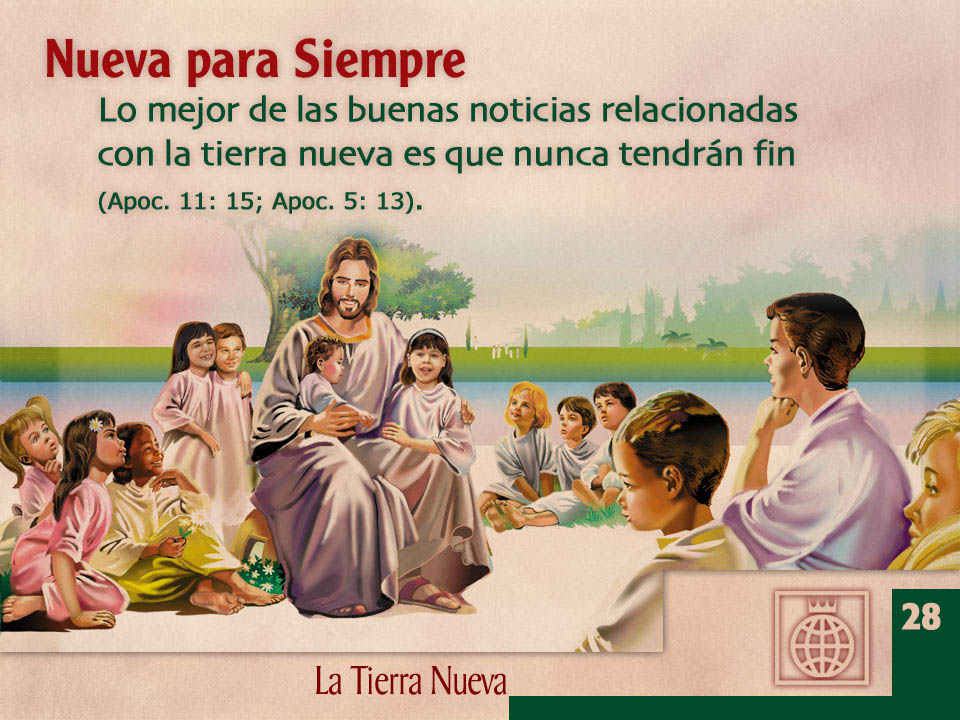 Nueva para Siempre
Lo mejor de las buenas noticias relacionadas
con la tierra nueva es que nunca tendrán fin
(Apoc. 11: 15; Apoc. 5: 13).
28
La Tierra Nueva